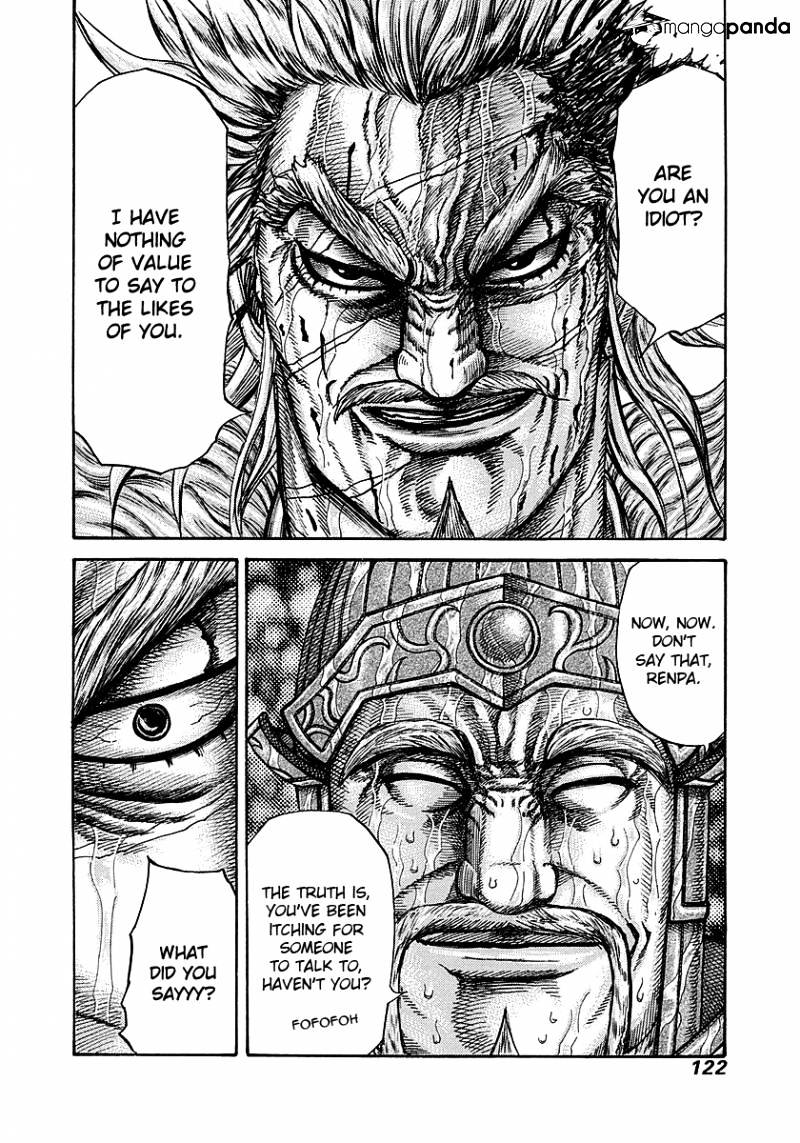 mangapanda
ARE
YOU AN
IDIOT?
I HAVE
NOTHING
OF VALUE
TO SAY TO
THE LIKES
OF YOU.
NOW, NOW.
DON'T
SAY THAT,
RENPA.
THE TRUTH IS,
YOU'VE BEEN
ITCHING FOR
SOMEONE
TO TALK TO,
HAVEN'T YOU?
FOFOFOH
WHAT
DID YOU
SAYYY?
122